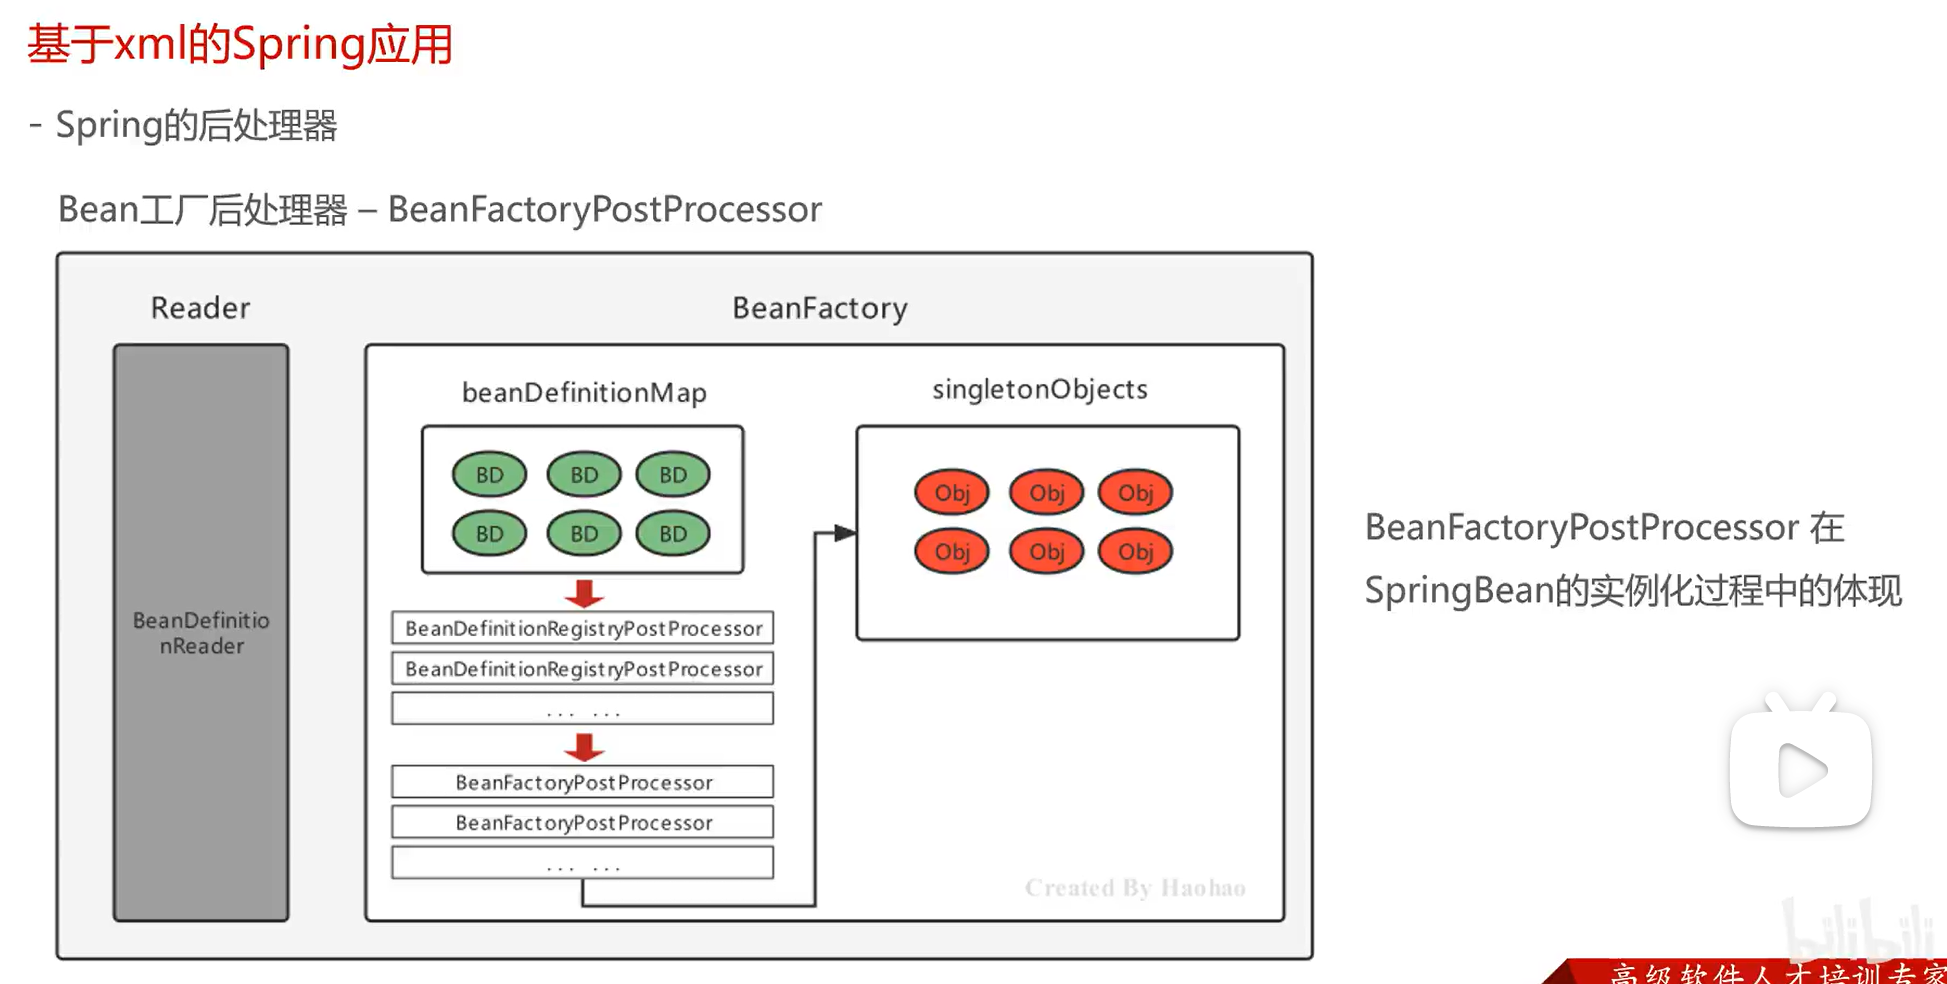 基于xml的Spring应用
- Spring的后处理器
Bean工厂后处理器 – BeanFactoryPostProcessor
Reader
BeanDefinitio
nReader
BeanFactory
beanDefinitionMap
BD BD BD
BD BD BD
BeanDefinitionRegistryPostProcessor
BeanDefinitionRegistryPostProcessor
... ...
BeanFactoryPostProcessor
BeanFactoryPostProcessor
... ...
singletonObjects
Obj Obj Obj
Obj Obj Obj
Created By Haohao
BeanFactoryPostProcessor 在
SpringBean的实例化过程中的体现
bilibili
高级软件人才培训专家